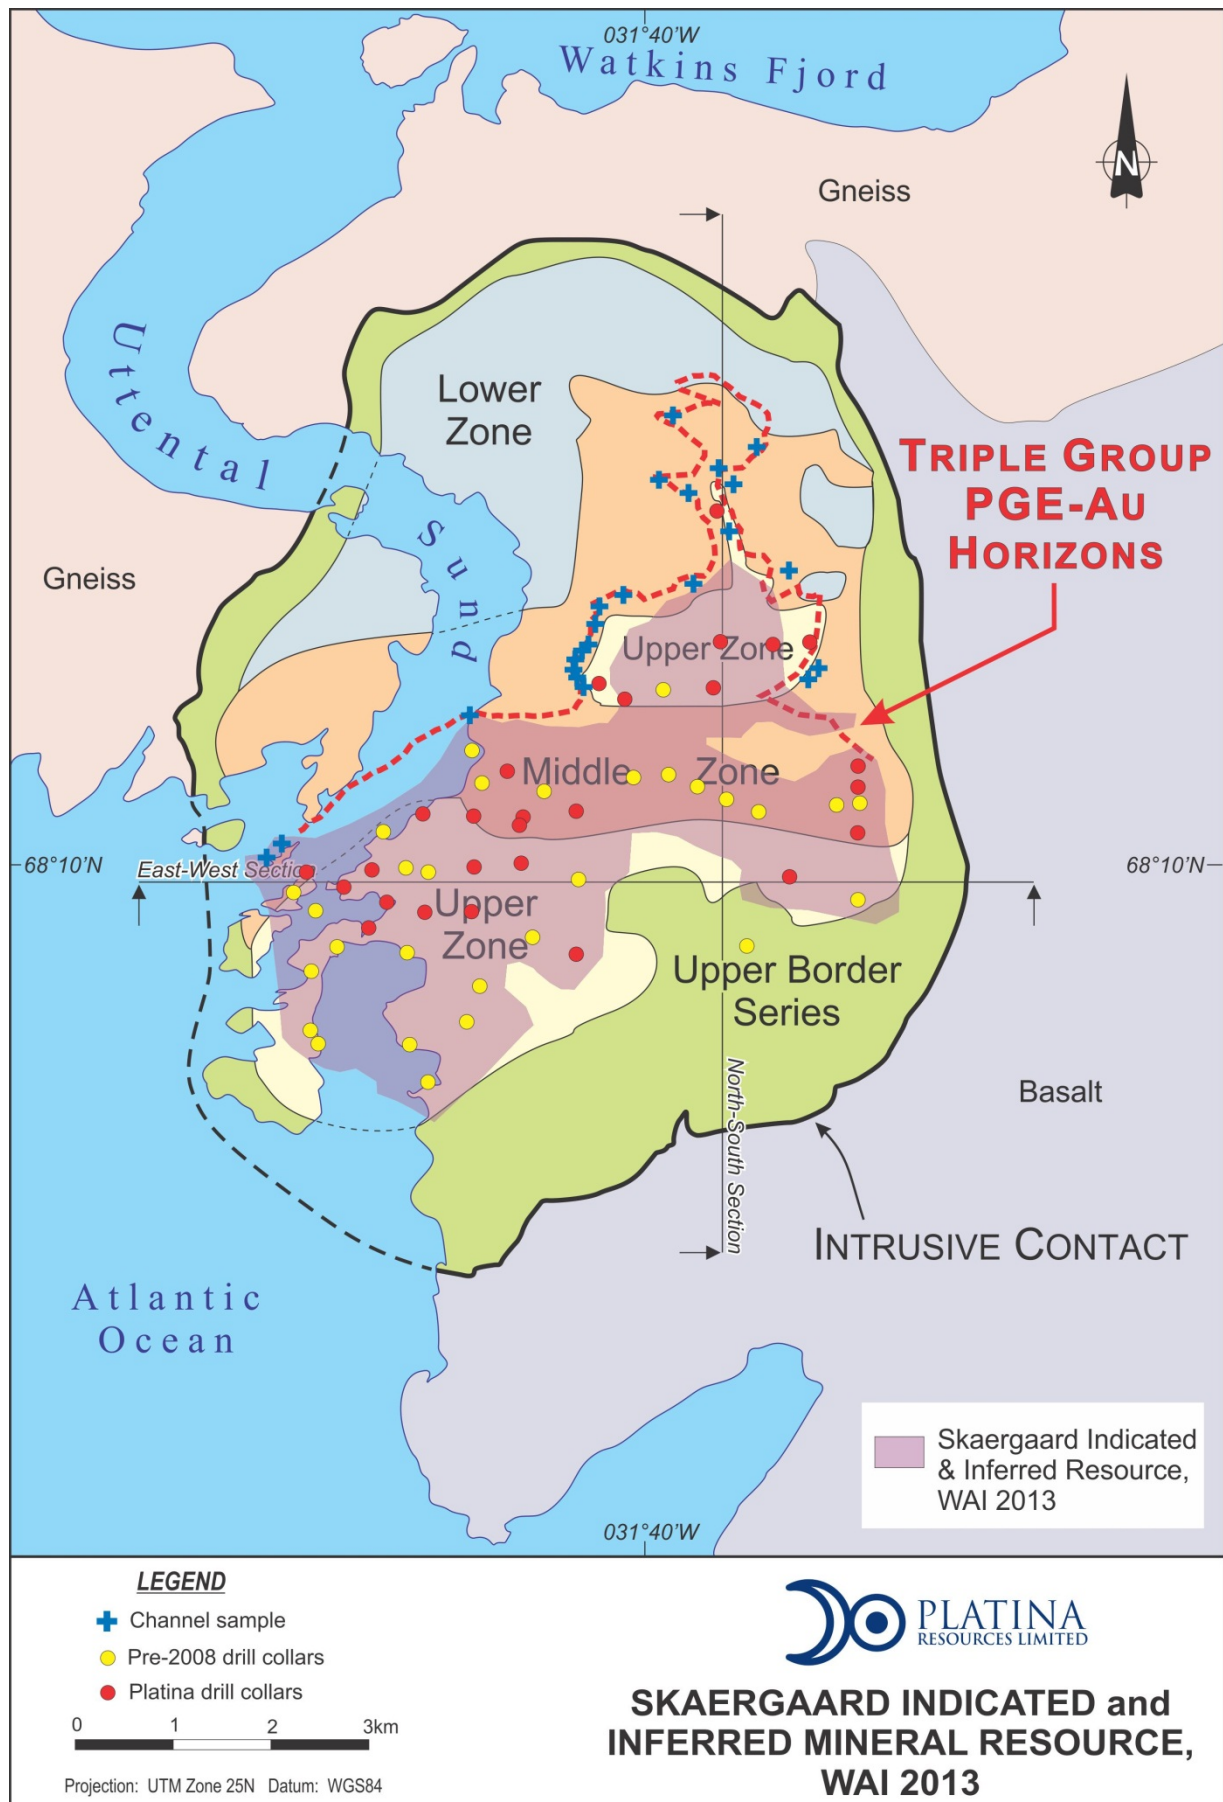 031°40'W
Watkins Fjord
N
Gneiss
Uttental Sund
Lower
Zone
TRIPLE GROUP
PGE-AU
HORIZONS
Gneiss
Upper Zone
Middle Zone
68°10'N
68°10'N
East-West Section
Upper
Zone
Upper Border
Series
North-South Section
Basalt
INTRUSIVE CONTACT
Atlantic
Ocean
Skaergaard Indicated
& Inferred Resource,
WAI 2013
031°40'W
LEGEND
Channel sample
Pre-2008 drill collars
Platina drill collars
0 1 2 3km
Projection: UTM Zone 25N Datum: WGS84
PLATINA
RESOURCES LIMITED
SKAERGAARD INDICATED and
INFERRED MINERAL RESOURCE,
WAI 2013